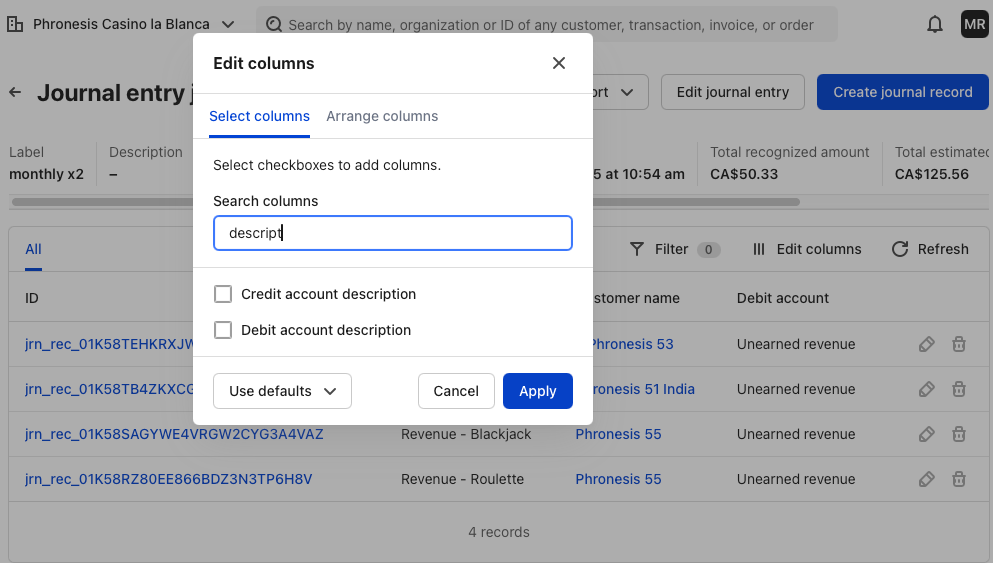 Phronesis Casino la Blanca
Search by name, organization or ID of any customer, transaction, invoice, or order
MR
Edit columns
Journal entry
Edit journal entry
Create journal record
Select columns
Arrange columns
Label
Description
Total recognized amount
Total estimated
monthly x2
–
5 at 10:54 am
CA$50.33
CA$125.56
Select checkboxes to add columns.
Search columns
descript
All
Filter 0
Edit columns
Refresh
Credit account description
Debit account description
ID
stomer name
Debit account
jrn_rec_01K58TEHKRXJW
Phronesis 53
Unearned revenue
jrn_rec_01K58TB4ZKXCG
ronesis 51 India
Unearned revenue
Use defaults
Cancel
Apply
jrn_rec_01K58SAGYWE4VRGW2CYG3A4VAZ
Revenue - Blackjack
Phronesis 55
Unearned revenue
jrn_rec_01K58RZ80EE866BDZ3N3TP6H8V
Revenue - Roulette
Phronesis 55
Unearned revenue
4 records